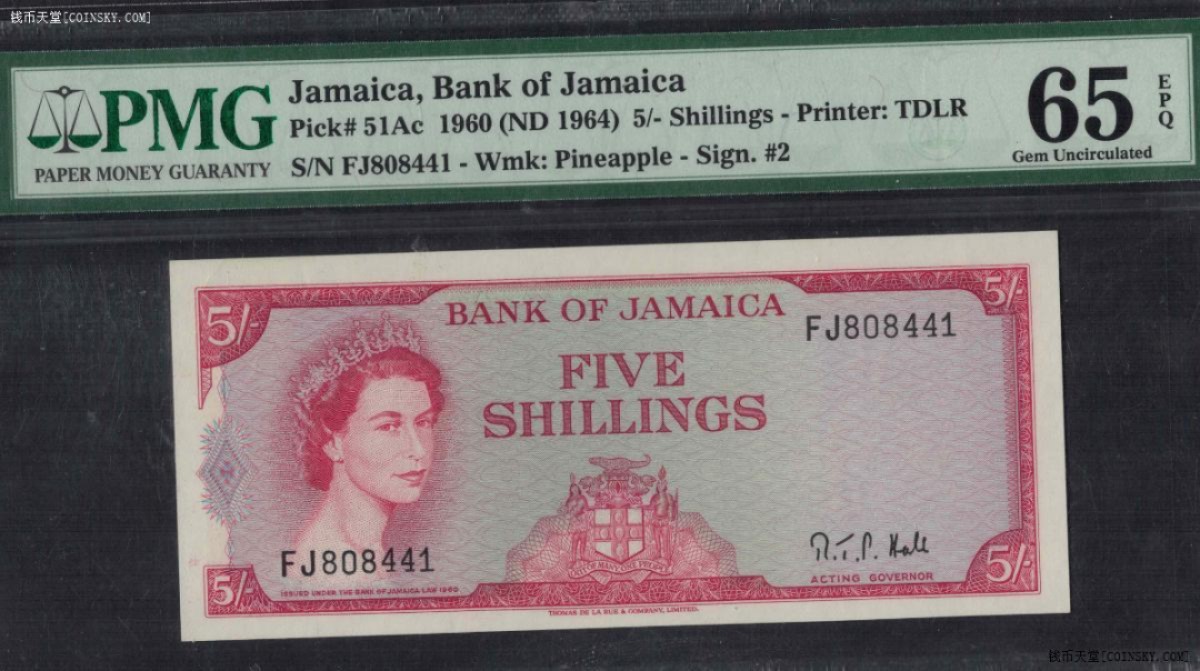 钱币天堂[COINSKY.COM]
PMG
PAPER MONEY GUARANTY
Jamaica, Bank of Jamaica
Pick# 51Ac 1960 (ND 1964) 5/- Shillings - Printer: TDLR
S/N FJ808441 - Wmk: Pineapple - Sign. #2
65
EPQ
Gem Uncirculated
5/-
BANK OF JAMAICA
5/-
FJ808441
FIVE
SHILLINGS
FJ808441
R.T.P. Hall
ACTING GOVERNOR
5/-
ISSUED UNDER THE BANK OF JAMAICA LAW 1960
5/-
THOMAS DE LA RUE & COMPANY, LIMITED.
钱币天堂[COINSKY.COM]